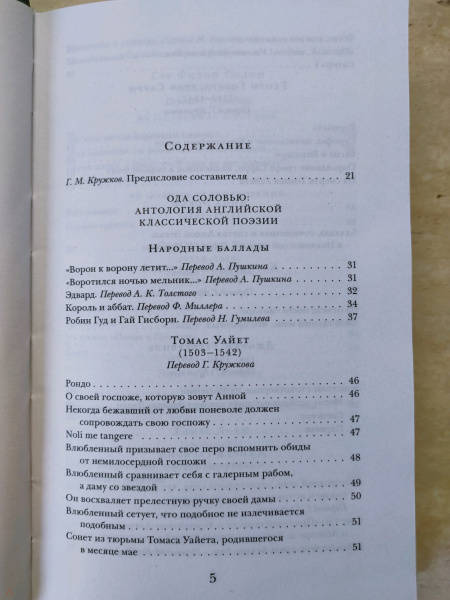 Содержание
Г. М. Кружков. Предисловие составителя . . . . . . . . . . . . . . . . 21
ОДА СОЛОВЬЮ:
АНТОЛОГИЯ АНГЛИЙСКОЙ
КЛАССИЧЕСКОЙ ПОЭЗИИ
Народные баллады
«Ворон к ворону летит...» Перевод А. Пушкина . . . . . . . . . . . 31
«Воротился ночью мельник...» Перевод А. Пушкина . . . . . . . 31
Эдвард. Перевод А. К. Толстого . . . . . . . . . . . . . . . . . . . . 32
Король и аббат. Перевод Ф. Миллера . . . . . . . . . . . . . . . . . 34
Робин Гуд и Гай Гисборн. Перевод Н. Гумилева . . . . . . . . . . . 37
Томас Уайет
(1503—1542)
Перевод Г. Кружкова
Рондо . . . . . . . . . . . . . . . . . . . . . . . . . . . . . . . . . 46
О своей госпоже, которую зовут Анной . . . . . . . . . . . . . . . . 46
Некогда бежавший от любви поневоле должен
сопровождать свою госпожу . . . . . . . . . . . . . . . . . . . . . . 47
Noli me tangere . . . . . . . . . . . . . . . . . . . . . . . . . . . . 47
Влюбленный призывает свое перо вспомнить обиды
от немилосердной госпожи . . . . . . . . . . . . . . . . . . . . . . . 48
Влюбленный сравнивает себя с галерным рабом,
а даму со звездой . . . . . . . . . . . . . . . . . . . . . . . . . . . 49
Он восхваляет прелестную ручку своей дамы . . . . . . . . . . . . . 50
Влюбленный сетует, что подобное не излечивается
подобным . . . . . . . . . . . . . . . . . . . . . . . . . . . . . . . 51
Сонет из тюрьмы Томаса Уайета, родившегося
в месяце мае . . . . . . . . . . . . . . . . . . . . . . . . . . . . . 51
5